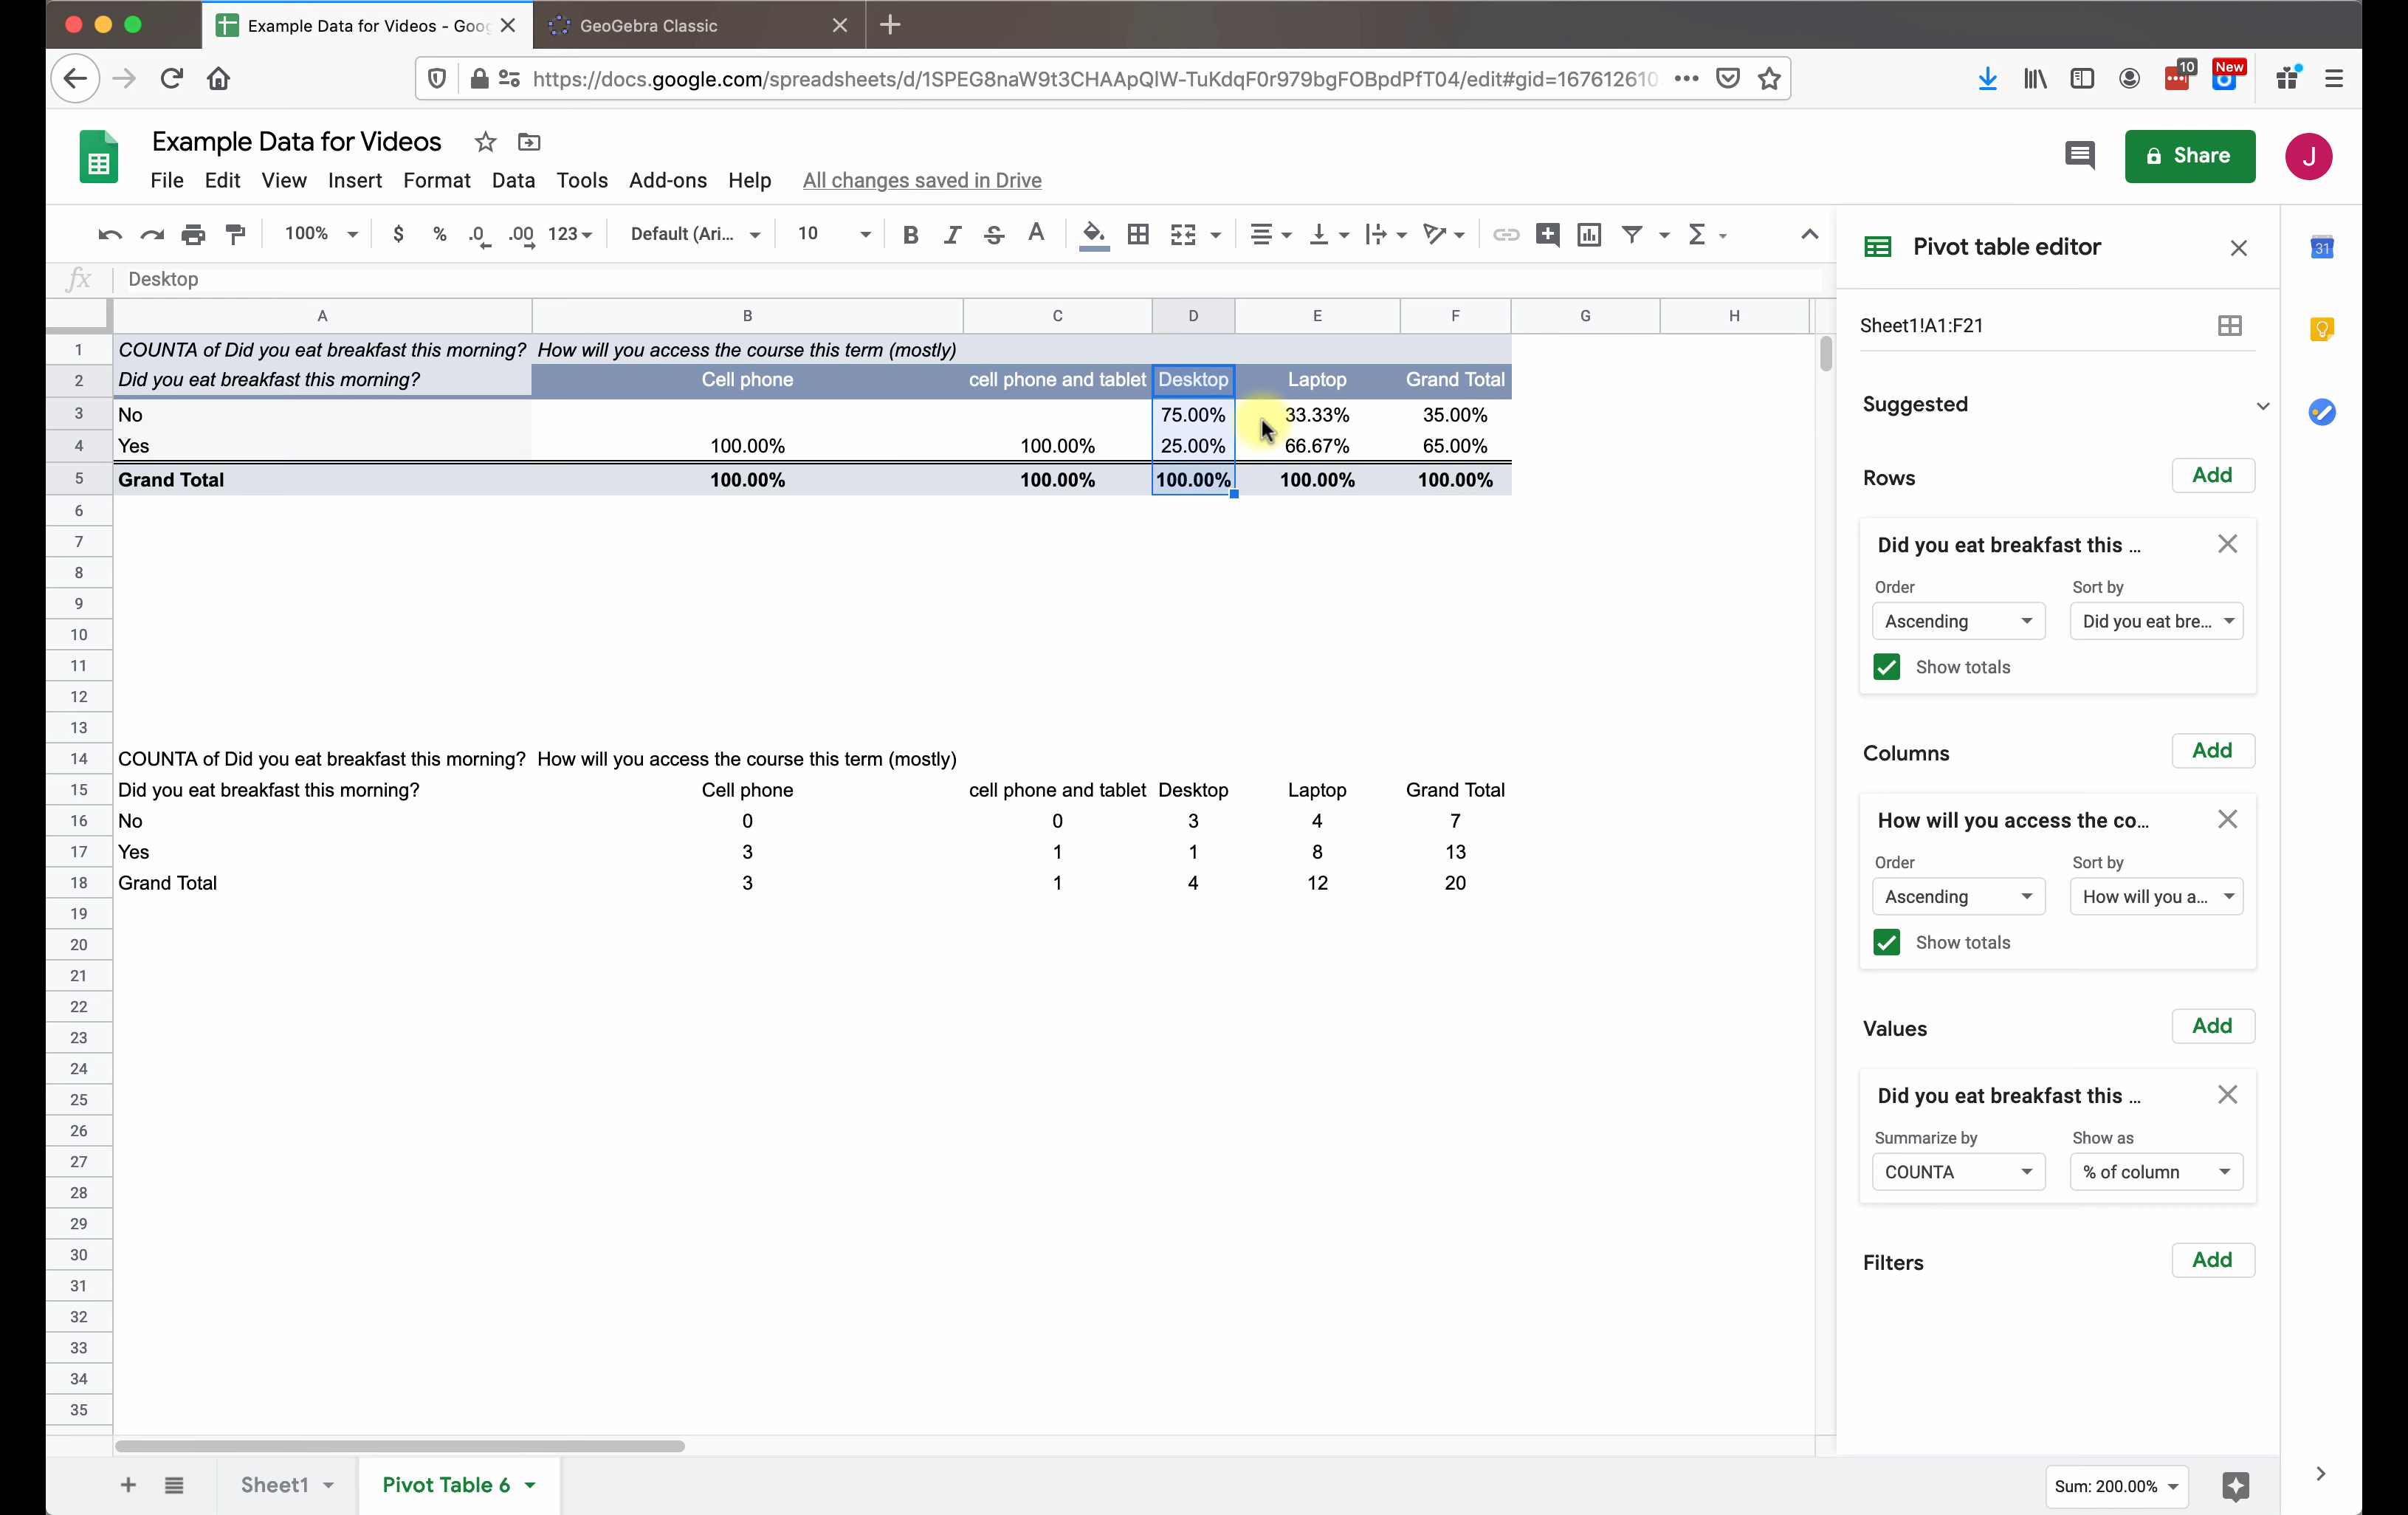 Example Data for Videos - Goog
GeoGebra Classic
https://docs.google.com/spreadsheets/d/1SPEG8naW9t3CHAApQlW-TuKdqF0r979bgFOBpdPfT04/edit#gid=167612610
10
New
Example Data for Videos
File Edit View Insert Format Data Tools Add-ons Help All changes saved in Drive
Share
J
100% $ % .0 .00 123 Default (Ari... 10 B I S A
Pivot table editor
31
fx Desktop
A B C D E F G H
Sheet1!A1:F21
1 COUNTA of Did you eat breakfast this morning? How will you access the course this term (mostly)
2 Did you eat breakfast this morning? Cell phone cell phone and tablet Desktop Laptop Grand Total
3 No 75.00% 33.33% 35.00%
4 Yes 100.00% 100.00% 25.00% 66.67% 65.00%
5 Grand Total 100.00% 100.00% 100.00% 100.00% 100.00%
6
7
8
9
10
11
12
13
14 COUNTA of Did you eat breakfast this morning? How will you access the course this term (mostly)
15 Did you eat breakfast this morning? Cell phone cell phone and tablet Desktop Laptop Grand Total
16 No 0 0 3 4 7
17 Yes 3 1 1 8 13
18 Grand Total 3 1 4 12 20
19
20
21
22
23
24
25
26
27
28
29
30
31
32
33
34
35
Suggested
Rows Add
Did you eat breakfast this ...
Order Sort by
Ascending Did you eat bre...
Show totals
Columns Add
How will you access the co...
Order Sort by
Ascending How will you a...
Show totals
Values Add
Did you eat breakfast this ...
Summarize by Show as
COUNTA % of column
Filters Add
Sheet1 Pivot Table 6
Sum: 200.00%